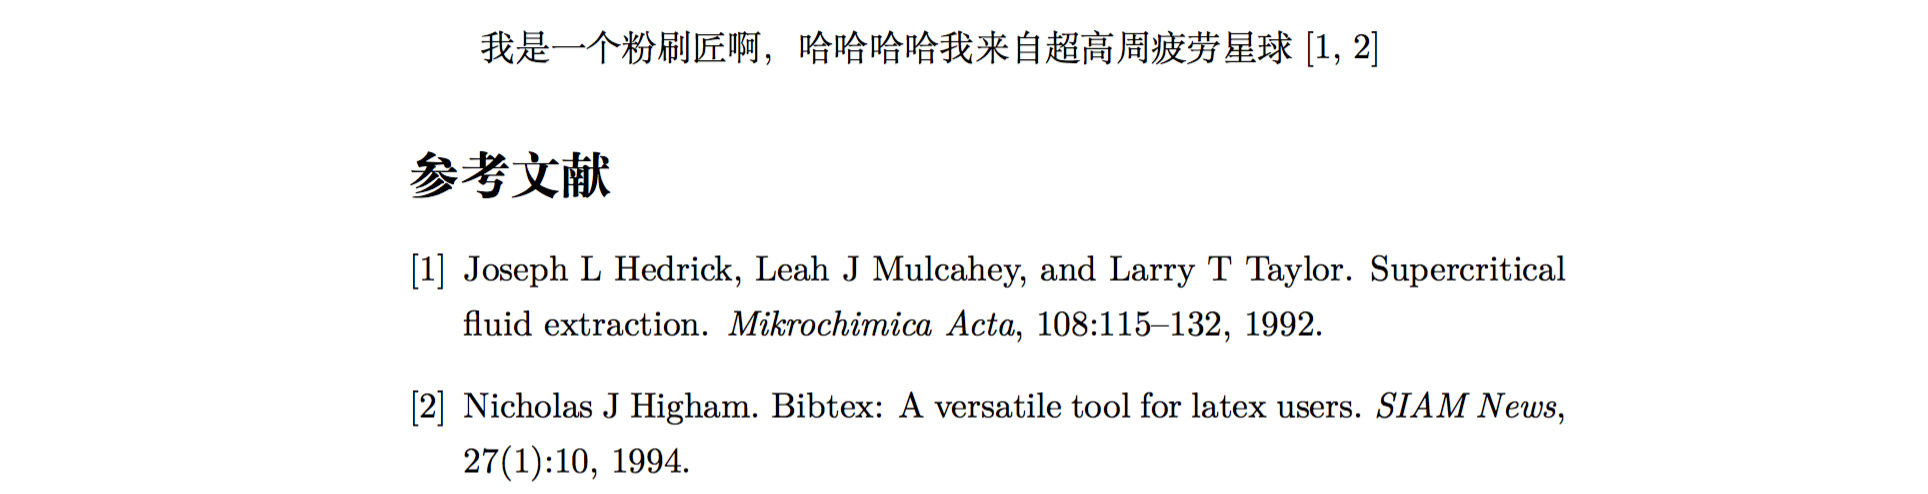 我是一个粉刷匠啊，哈哈哈哈我来自超高周疲劳星球 [1, 2]
参考文献
[1] Joseph L Hedrick, Leah J Mulcahey, and Larry T Taylor. Supercritical
fluid extraction. Mikrochimica Acta, 108:115–132, 1992.
[2] Nicholas J Higham. Bibtex: A versatile tool for latex users. SIAM News,
27(1):10, 1994.